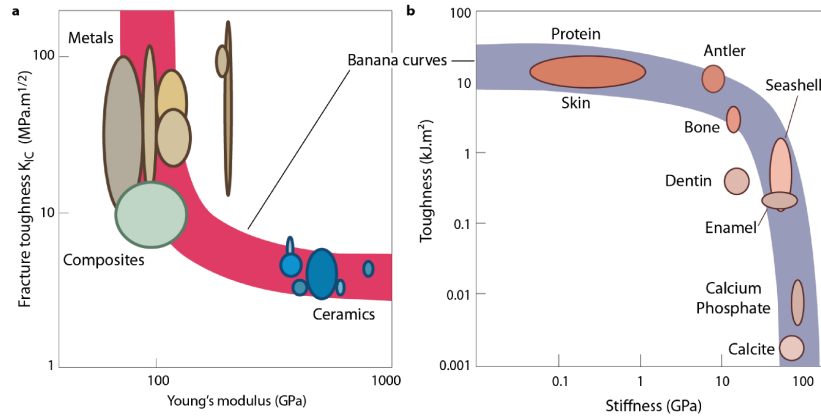 a
Metals
100
Fracture toughness K_IC (MPa.m^1/2)
10
Composites
Ceramics
1
100
1000
Young's modulus (GPa)
Banana curves
b
100
Protein
Antler
10
Seashell
Skin
Bone
Toughness (kJ.m²)
1
Dentin
0.1
Enamel
Calcium
Phosphate
0.01
Calcite
0.001
0.1
1
10
100
Stiffness (GPa)